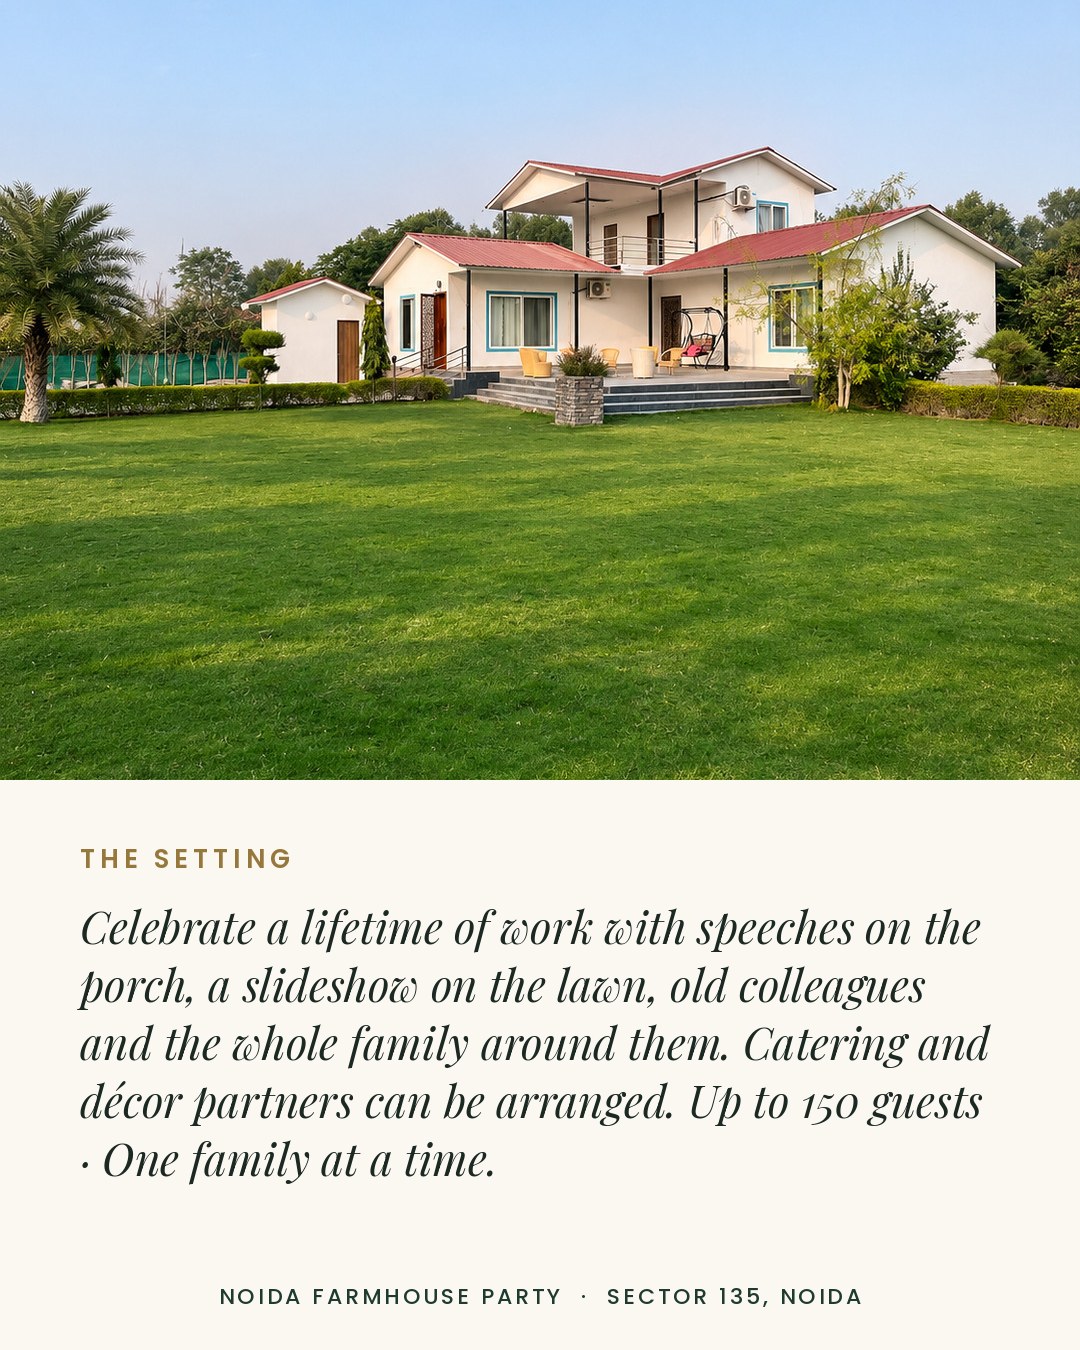 THE SETTING
Celebrate a lifetime of work with speeches on the
porch, a slideshow on the lawn, old colleagues
and the whole family around them. Catering and
décor partners can be arranged. Up to 150 guests
· One family at a time.
NOIDA FARMHOUSE PARTY · SECTOR 135, NOIDA